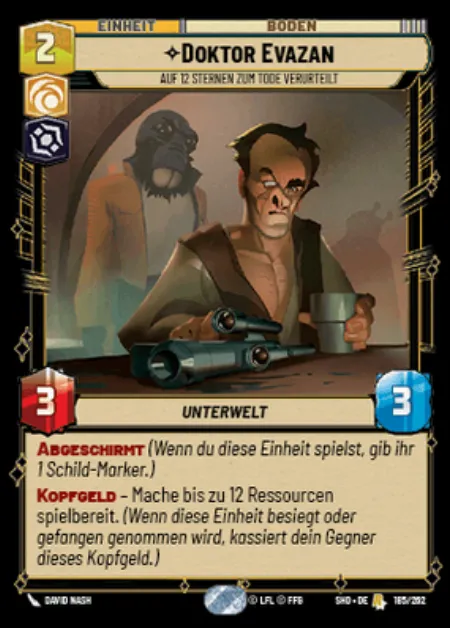 EINHEIT BODEN
2 Doktor Evazan
AUF 12 STERNEN ZUM TODE VERURTEILT
3 UNTERWELT 3
Abgeschirmt (Wenn du diese Einheit spielst, gib ihr
1 Schild-Marker.)
Kopfgeld – Mache bis zu 12 Ressourcen
spielbereit. (Wenn diese Einheit besiegt oder
gefangen genommen wird, kassiert dein Gegner
dieses Kopfgeld.)
DAVID NASH © LFL © FFG SHD • DE 185/262